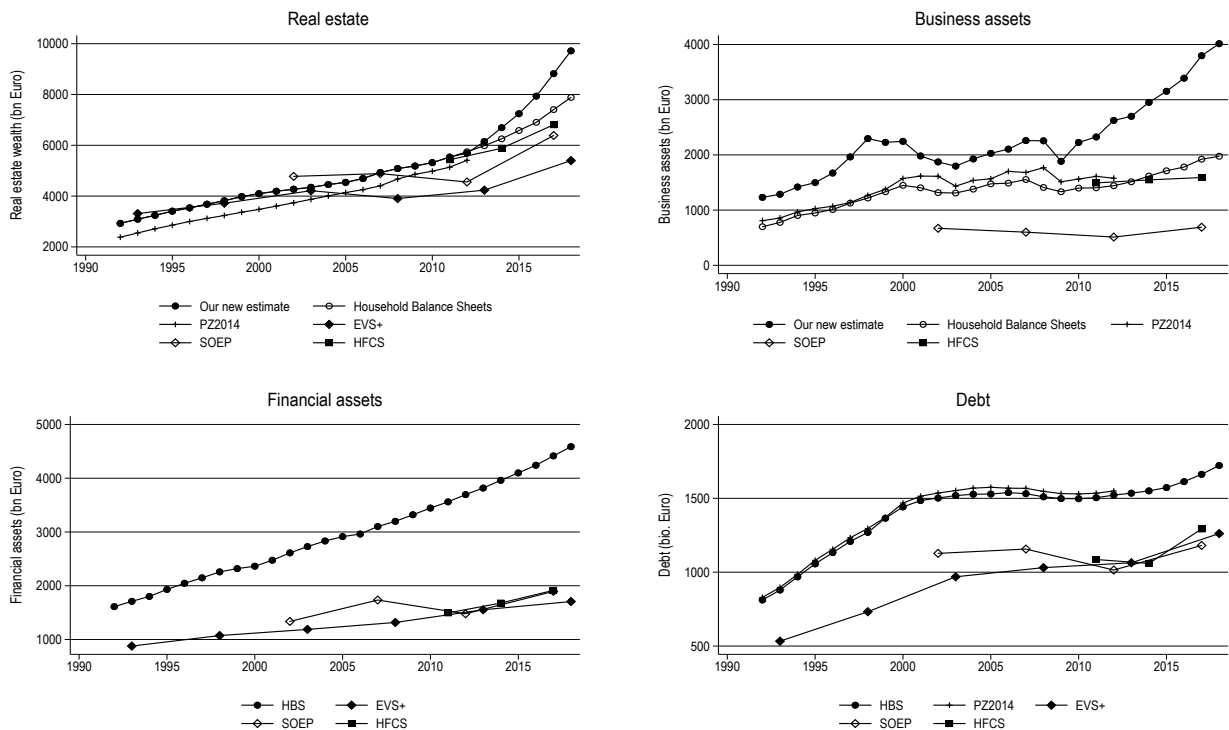 Real estate
Real estate wealth (bn Euro)
10000
8000
6000
4000
2000
1990 1995 2000 2005 2010 2015
Our new estimate Household Balance Sheets
PZ2014 EVS+
SOEP HFCS
Business assets
Business assets (bn Euro)
4000
3000
2000
1000
0
1990 1995 2000 2005 2010 2015
Our new estimate Household Balance Sheets PZ2014
SOEP HFCS
Financial assets
Financial assets (bn Euro)
5000
4000
3000
2000
1000
1990 1995 2000 2005 2010 2015
HBS EVS+
SOEP HFCS
Debt
Debt (bio. Euro)
2000
1500
1000
500
1990 1995 2000 2005 2010 2015
HBS PZ2014 EVS+
SOEP HFCS